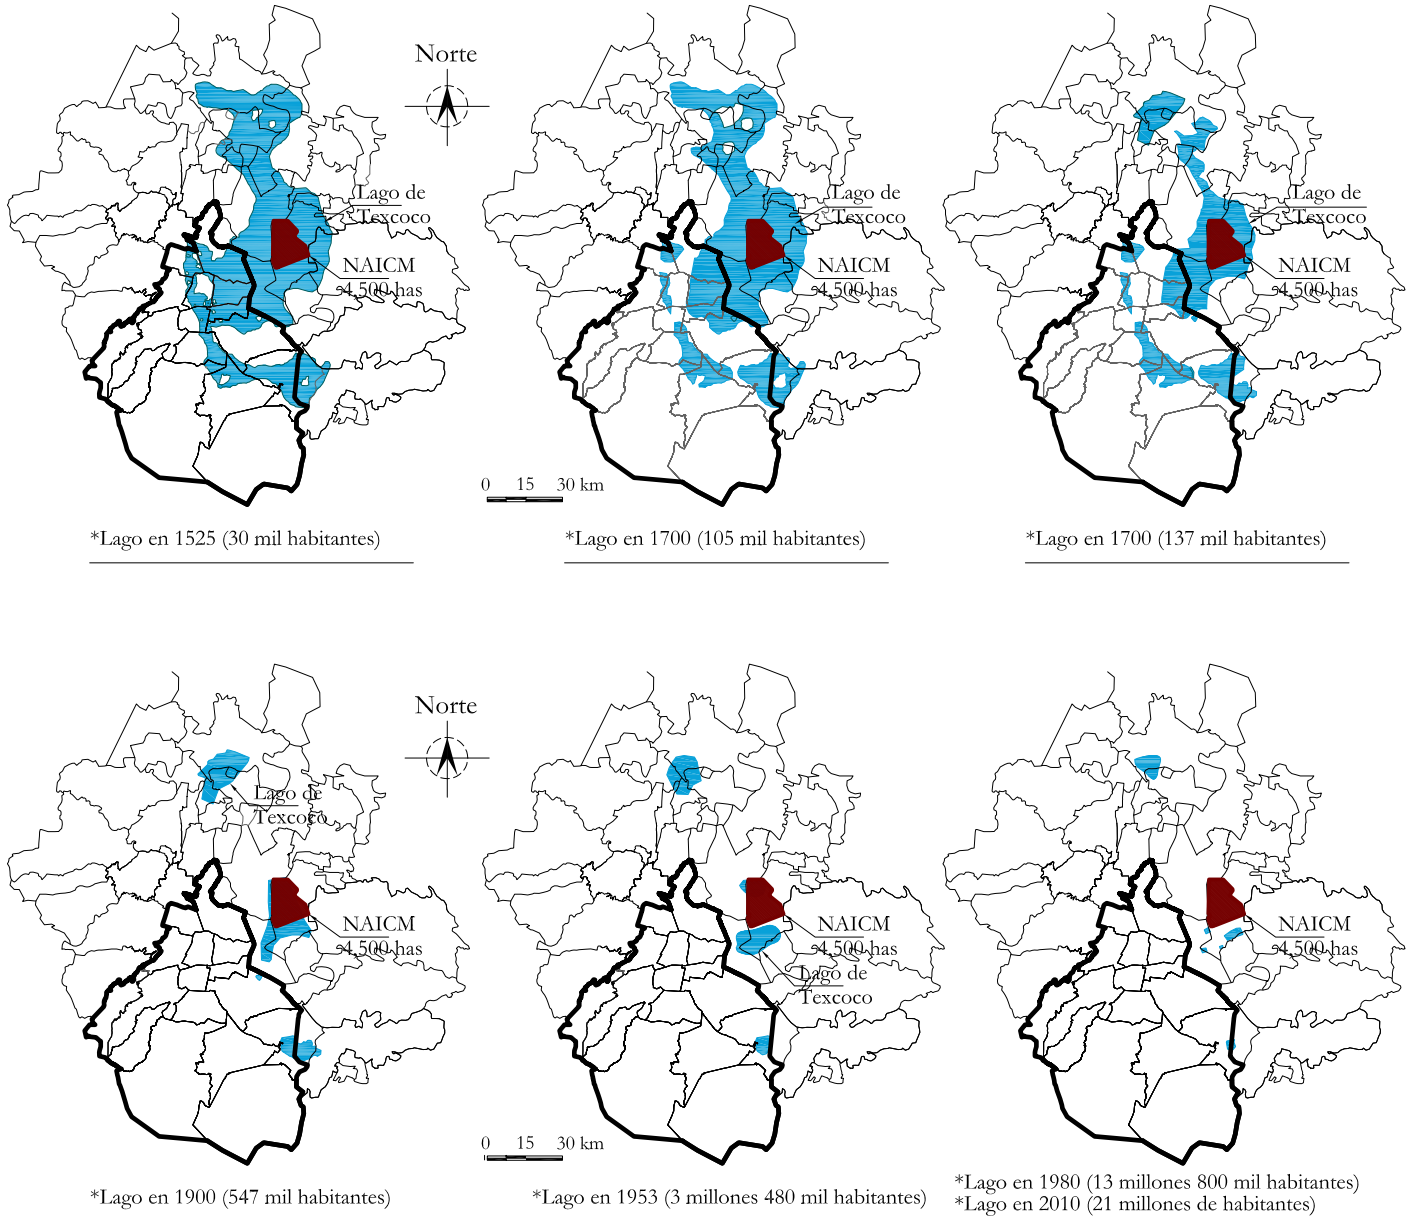 Norte
Lago de
Texcoco
NAICM
~4,500 has
Lago de
Texcoco
NAICM
~4,500 has
Lago de
Texcoco
NAICM
~4,500 has
0 15 30 km
*Lago en 1525 (30 mil habitantes)
*Lago en 1700 (105 mil habitantes)
*Lago en 1700 (137 mil habitantes)
Norte
Lago de
Texcoco
NAICM
~4,500 has
NAICM
~4,500 has
Lago de
Texcoco
NAICM
~4,500 has
0 15 30 km
*Lago en 1900 (547 mil habitantes)
*Lago en 1953 (3 millones 480 mil habitantes)
*Lago en 1980 (13 millones 800 mil habitantes)
*Lago en 2010 (21 millones de habitantes)